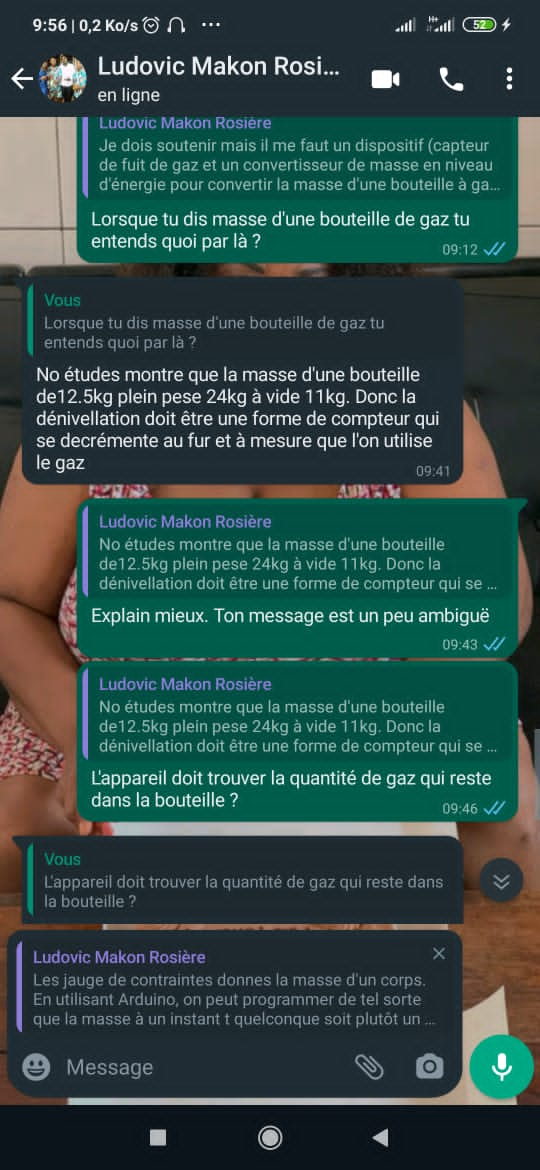 9:56 | 0,2 Ko/s ...
H+
52
Ludovic Makon Rosi...
en ligne
Ludovic Makon Rosière
Je dois soutenir mais il me faut un dispositif (capteur
de fuit de gaz et un convertisseur de masse en niveau
d'énergie pour convertir la masse d'une bouteille à ga...
Lorsque tu dis masse d'une bouteille de gaz tu
entends quoi par là ?
09:12
Vous
Lorsque tu dis masse d'une bouteille de gaz tu
entends quoi par là ?
No études montre que la masse d'une bouteille
de12.5kg plein pese 24kg à vide 11kg. Donc la
dénivellation doit être une forme de compteur qui
se decrémente au fur et à mesure que l'on utilise
le gaz
09:41
Ludovic Makon Rosière
No études montre que la masse d'une bouteille
de12.5kg plein pese 24kg à vide 11kg. Donc la
dénivellation doit être une forme de compteur qui se ...
Explain mieux. Ton message est un peu ambiguë
09:43
Ludovic Makon Rosière
No études montre que la masse d'une bouteille
de12.5kg plein pese 24kg à vide 11kg. Donc la
dénivellation doit être une forme de compteur qui se ...
L'appareil doit trouver la quantité de gaz qui reste
dans la bouteille ?
09:46
Vous
L'appareil doit trouver la quantité de gaz qui reste dans
la bouteille ?
Ludovic Makon Rosière
Les jauge de contraintes donnes la masse d'un corps.
En utilisant Arduino, on peut programmer de tel sorte
que la masse à un instant t quelconque soit plutôt un ...
Message